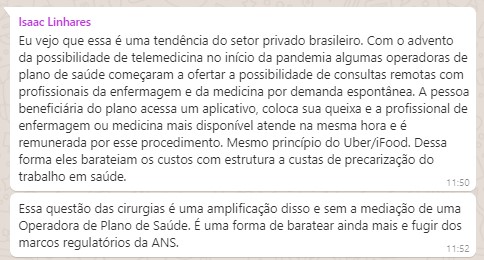 Isaac Linhares
Eu vejo que essa é uma tendência do setor privado brasileiro. Com o advento
da possibilidade de telemedicina no início da pandemia algumas operadoras de
plano de saúde começaram a ofertar a possibilidade de consultas remotas com
profissionais da enfermagem e da medicina por demanda espontânea. A pessoa
beneficiária do plano acessa um aplicativo, coloca sua queixa e a profissional de
enfermagem ou medicina mais disponível atende na mesma hora e é
remunerada por esse procedimento. Mesmo princípio do Uber/iFood. Dessa
forma eles barateiam os custos com estrutura a custas de precarização do
trabalho em saúde.
11:50
Essa questão das cirurgias é uma amplificação disso e sem a mediação de uma
Operadora de Plano de Saúde. É uma forma de baratear ainda mais e fugir dos
marcos regulatórios da ANS.
11:52